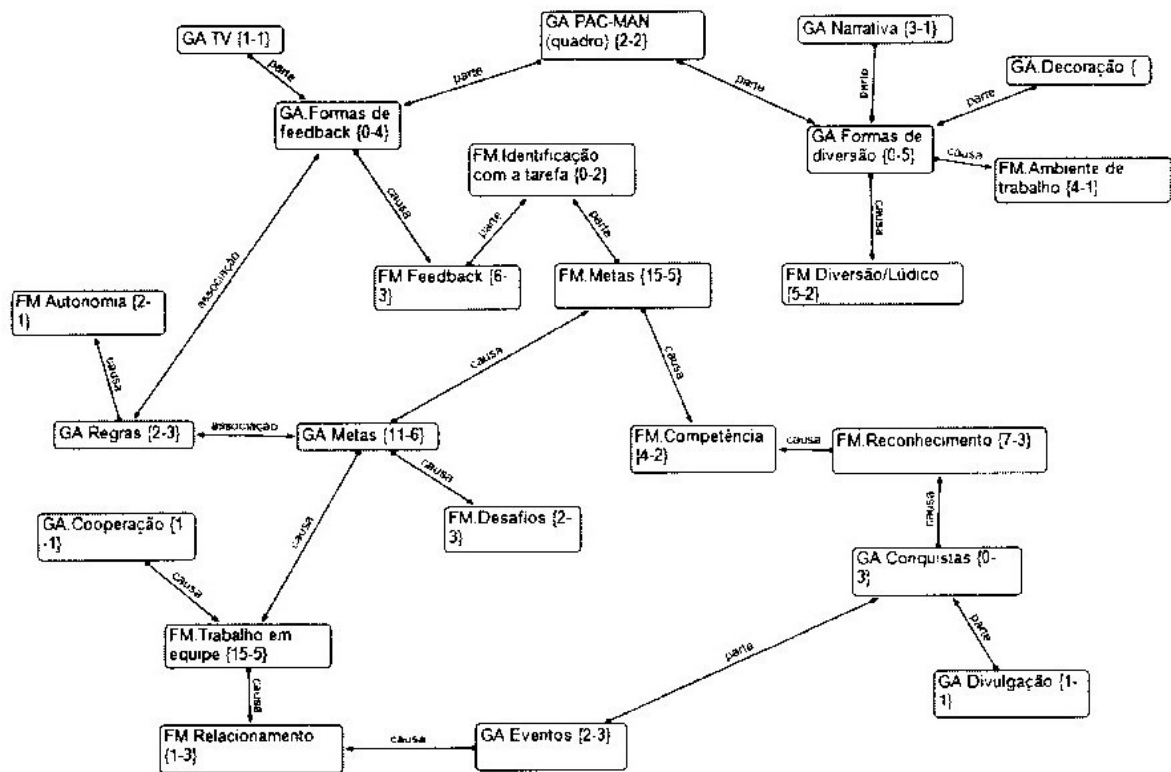 GA TV {1-1}
GA PAC-MAN
(quadro) {2-2}
GA Narrativa {3-1}
GA.Decoração {
parte
parte
parte
parte
parte
GA.Formas de
feedback {0-4}
GA Formas de
diversão {0-5}
FM.Identificação
com a tarefa {0-2}
causa
FM.Ambiente de
trabalho {4-1}
causa
parte
parte
causa
associação
FM Feedback {6-
3}
FM.Metas {15-5}
FM Diversão/Lúdico
{5-2}
FM Autonomia {2-
1}
causa
causa
causa
GA Regras {2-3}
associação
GA Metas {11-6}
FM.Competência
{4-2}
causa
FM.Reconhecimento {7-3}
causa
FM.Desafios {2-
3}
causa
causa
GA.Cooperação {1
-1}
causa
GA Conquistas {0-
3}
FM.Trabalho em
equipe {15-5}
parte
parte
causa
GA Divulgação {1-
1}
FM Relacionamento
{1-3}
causa
GA Eventos {2-3}